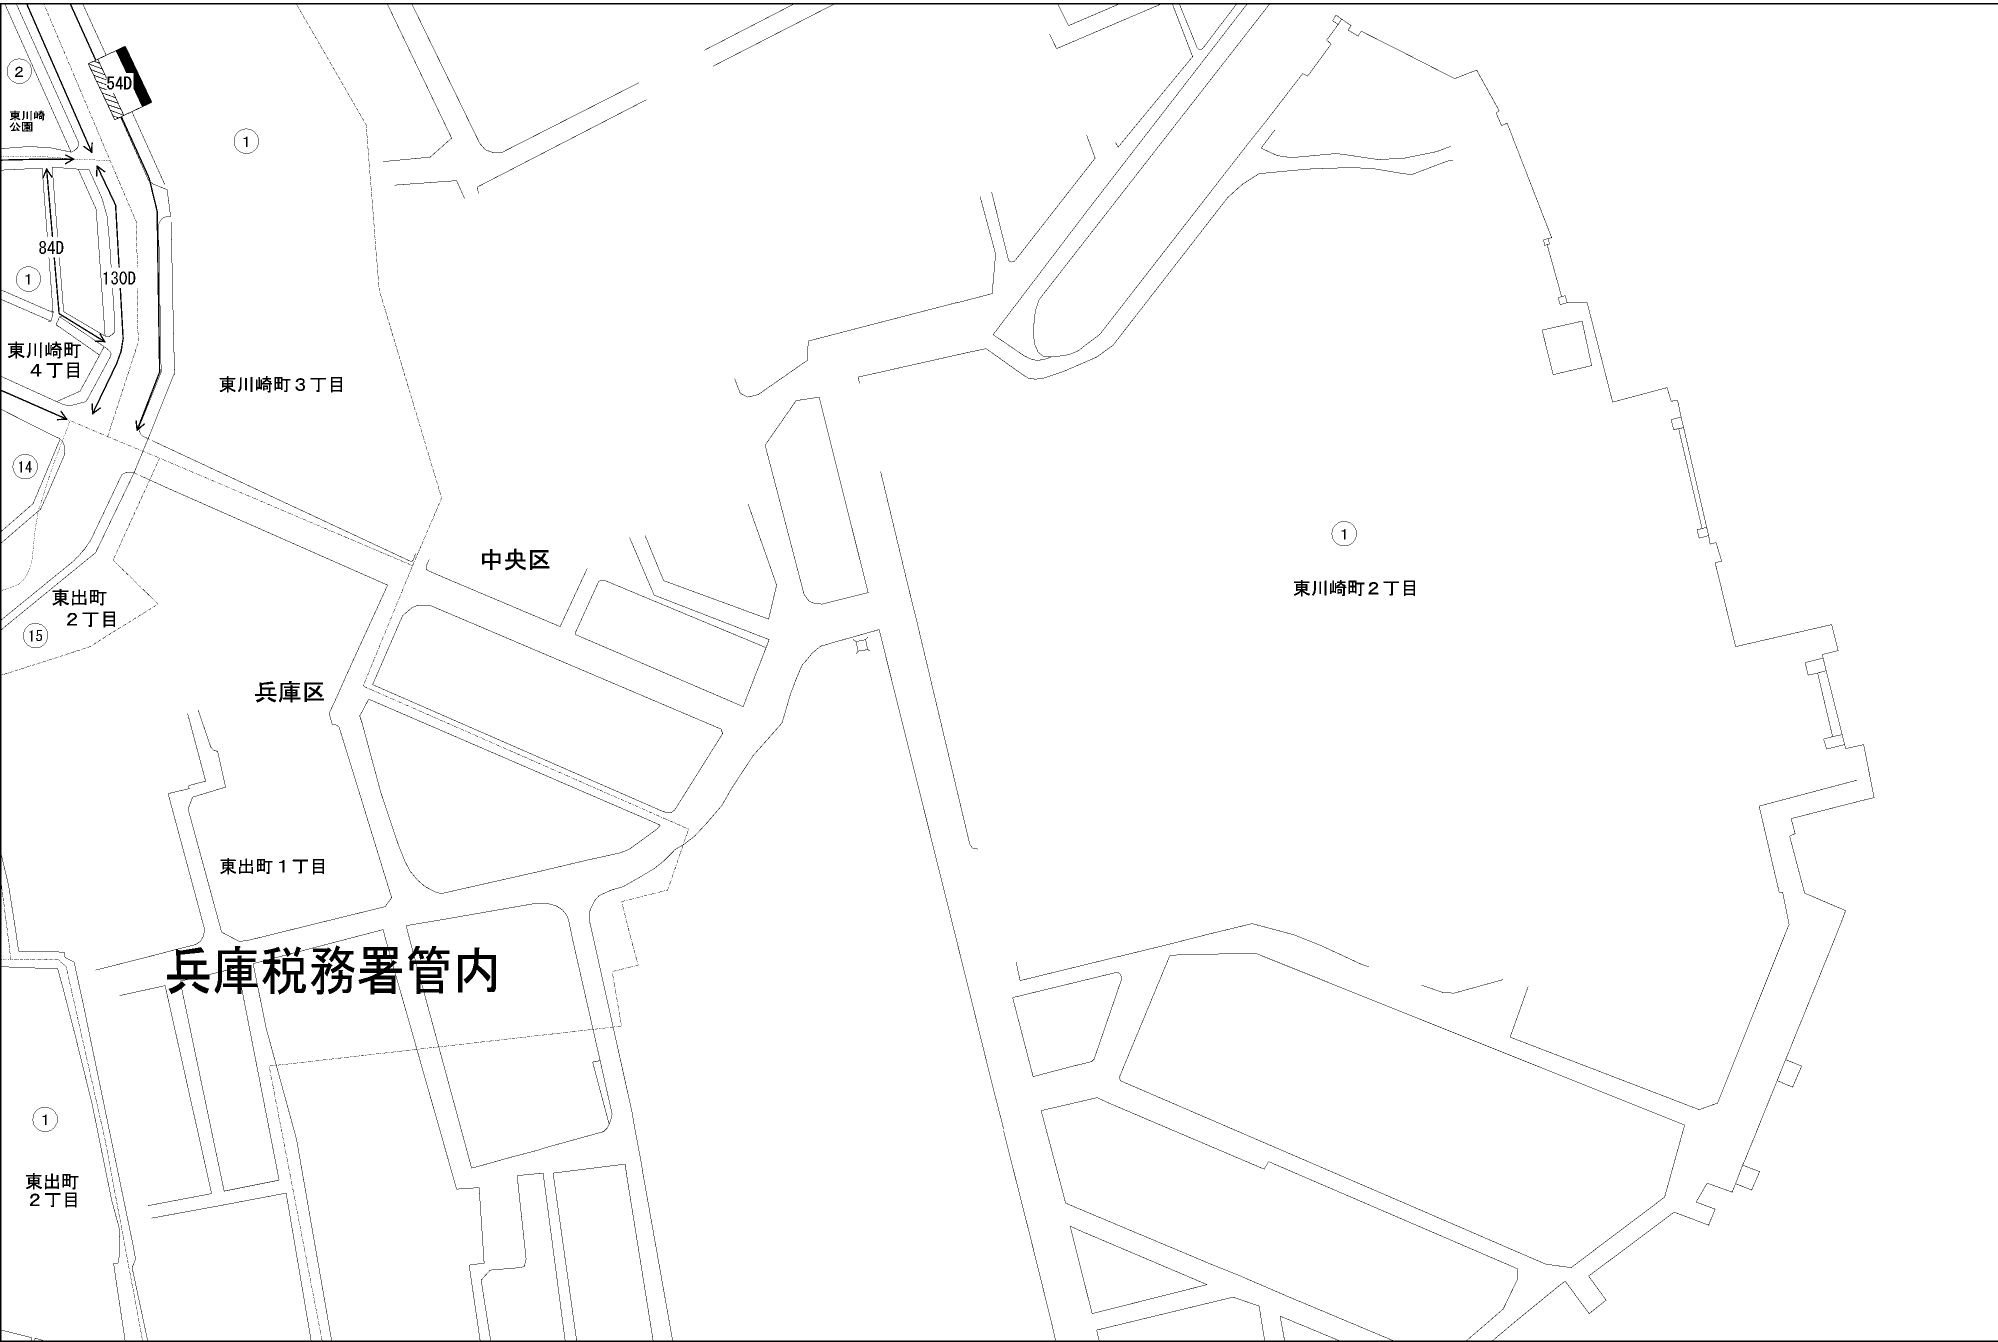 54D
2
東川崎
公園
1
84D
130D
1
東川崎町
4丁目
東川崎町3丁目
14
中央区
1
東川崎町2丁目
東出町
2丁目
15
兵庫区
東出町1丁目
兵庫税務署管内
1
東出町
2丁目